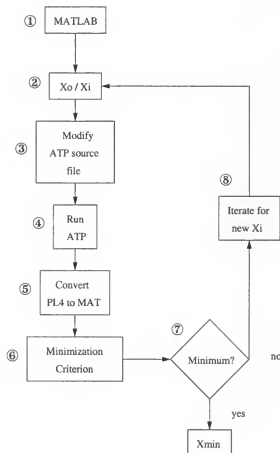 ① MATLAB
② Xo / Xi
③ Modify
ATP source
file
④ Run
ATP
⑤ Convert
PL4 to MAT
⑥ Minimization
Criterion
⑦ Minimum?
no
⑧ Iterate for
new Xi
yes
Xmin